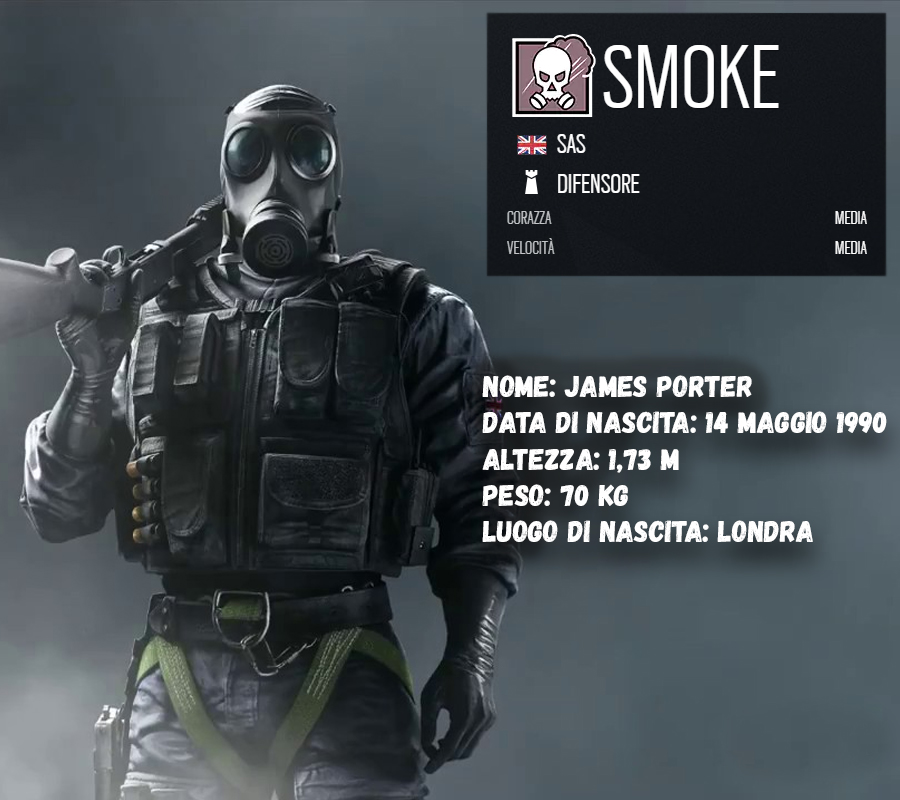 SMOKE
SAS
DIFENSORE
CORAZZA MEDIA
VELOCITÀ MEDIA
NOME: JAMES PORTER
DATA DI NASCITA: 14 MAGGIO 1990
ALTEZZA: 1,73 M
PESO: 70 KG
LUOGO DI NASCITA: LONDRA